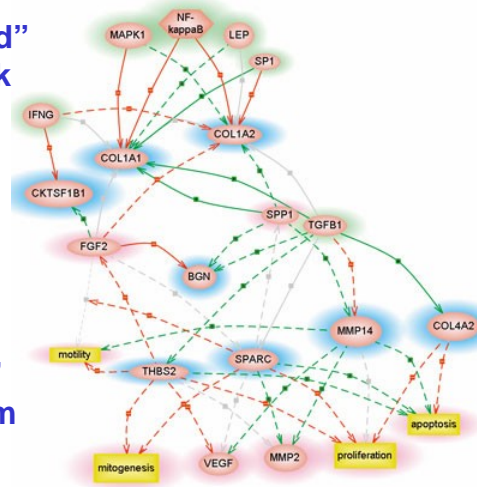 d”
k
m
NF-
kappaB
MAPK1
LEP
SP1
IFNG
COL1A2
COL1A1
CKTSF1B1
SPP1
TGFB1
FGF2
BGN
MMP14
COL4A2
motility
SPARC
THBS2
apoptosis
mitogenesis
VEGF
MMP2
proliferation